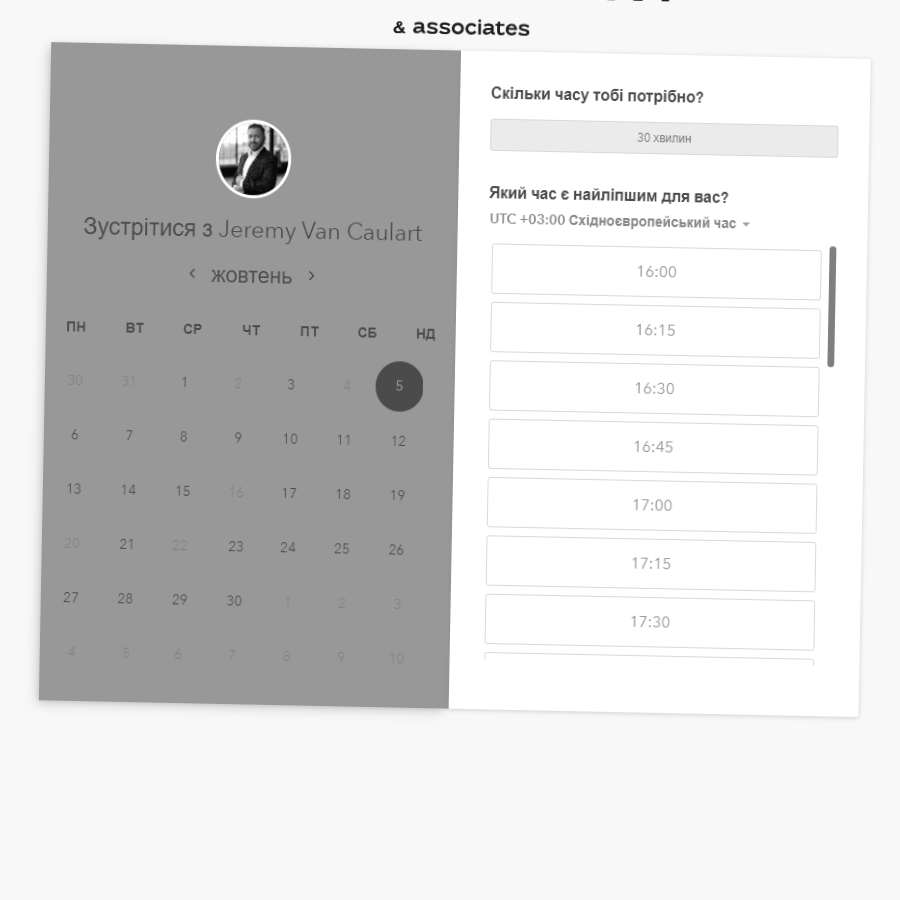 & associates
Зустрітися з Jeremy Van Caulart
жовтень
ПН ВТ СР ЧТ ПТ СБ НД
30 31 1 2 3 4 5
6 7 8 9 10 11 12
13 14 15 16 17 18 19
20 21 22 23 24 25 26
27 28 29 30 1 2 3
4 5 6 7 8 9 10
Скільки часу тобі потрібно?
30 хвилин
Який час є найліпшим для вас?
UTC +03:00 Східноєвропейський час
16:00
16:15
16:30
16:45
17:00
17:15
17:30